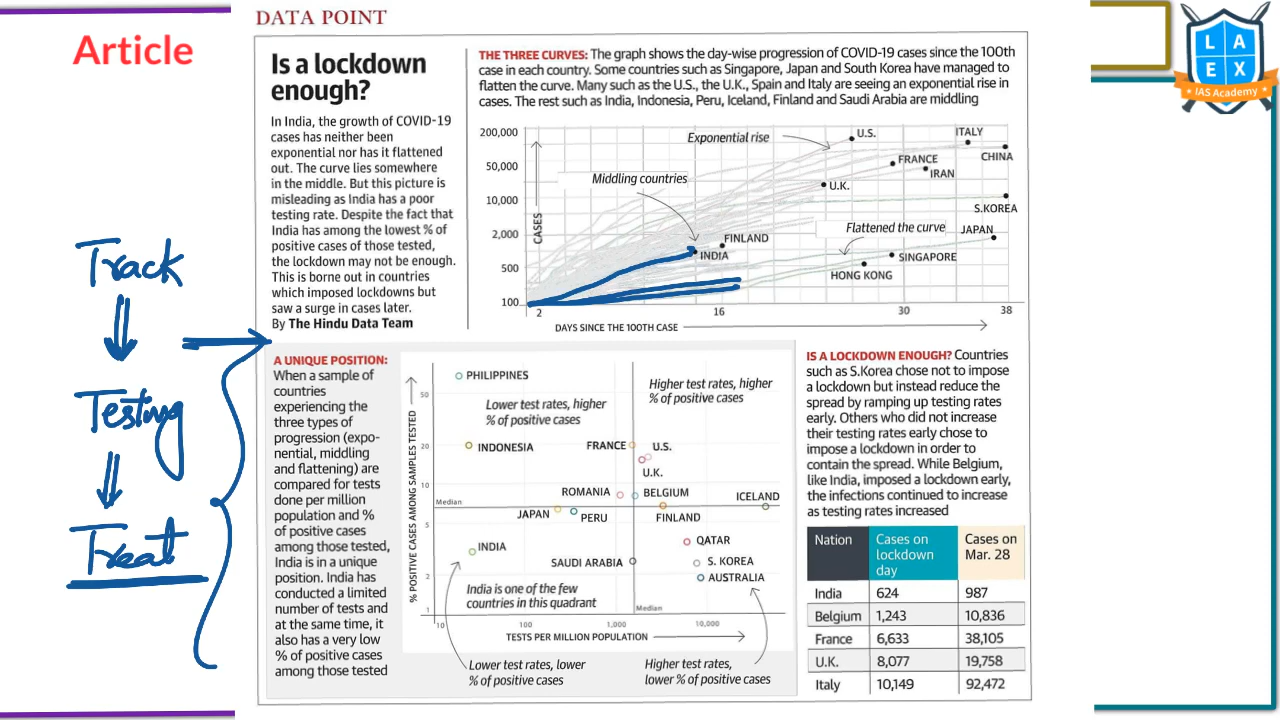 DATA POINT
Article
L A
E X
IAS Academy
Is a lockdown
enough?
In India, the growth of COVID-19
cases has neither been
exponential nor has it flattened
out. The curve lies somewhere
in the middle. But this picture is
misleading as India has a poor
testing rate. Despite the fact that
India has among the lowest % of
positive cases of those tested,
the lockdown may not be enough.
This is borne out in countries
which imposed lockdowns but
saw a surge in cases later.
By The Hindu Data Team
THE THREE CURVES: The graph shows the day-wise progression of COVID-19 cases since the 100th
case in each country. Some countries such as Singapore, Japan and South Korea have managed to
flatten the curve. Many such as the U.S., the U.K., Spain and Italy are seeing an exponential rise in
cases. The rest such as India, Indonesia, Peru, Iceland, Finland and Saudi Arabia are middling
200,000
50,000
10,000
2,000
500
100
CASES
Exponential rise
U.S.
ITALY
CHINA
FRANCE
IRAN
Middling countries
U.K.
S.KOREA
Flattened the curve
JAPAN
FINLAND
INDIA
SINGAPORE
HONG KONG
2
16
30
38
DAYS SINCE THE 100TH CASE
Track
Testing
Treat
A UNIQUE POSITION:
When a sample of
countries
experiencing the
three types of
progression (expo-
nential, middling
and flattening) are
compared for tests
done per million
population and %
of positive cases
among those tested,
India is in a unique
position. India has
conducted a limited
number of tests and
at the same time, it
also has a very low
% of positive cases
among those tested
% POSITIVE CASES AMONG SAMPLES TESTED
50
20
10
5
2
1
PHILIPPINES
Lower test rates, higher
% of positive cases
Higher test rates, higher
% of positive cases
INDONESIA
FRANCE
U.S.
U.K.
ROMANIA
BELGIUM
ICELAND
Median
JAPAN
PERU
FINLAND
INDIA
QATAR
SAUDI ARABIA
S. KOREA
AUSTRALIA
India is one of the few
countries in this quadrant
Median
10
100
1,000
10,000
TESTS PER MILLION POPULATION
Lower test rates, lower
% of positive cases
Higher test rates,
lower % of positive cases
IS A LOCKDOWN ENOUGH? Countries
such as S.Korea chose not to impose
a lockdown but instead reduce the
spread by ramping up testing rates
early. Others who did not increase
their testing rates early chose to
impose a lockdown in order to
contain the spread. While Belgium,
like India, imposed a lockdown early,
the infections continued to increase
as testing rates increased
Nation Cases on lockdown day Cases on Mar. 28
India 624 987
Belgium 1,243 10,836
France 6,633 38,105
U.K. 8,077 19,758
Italy 10,149 92,472